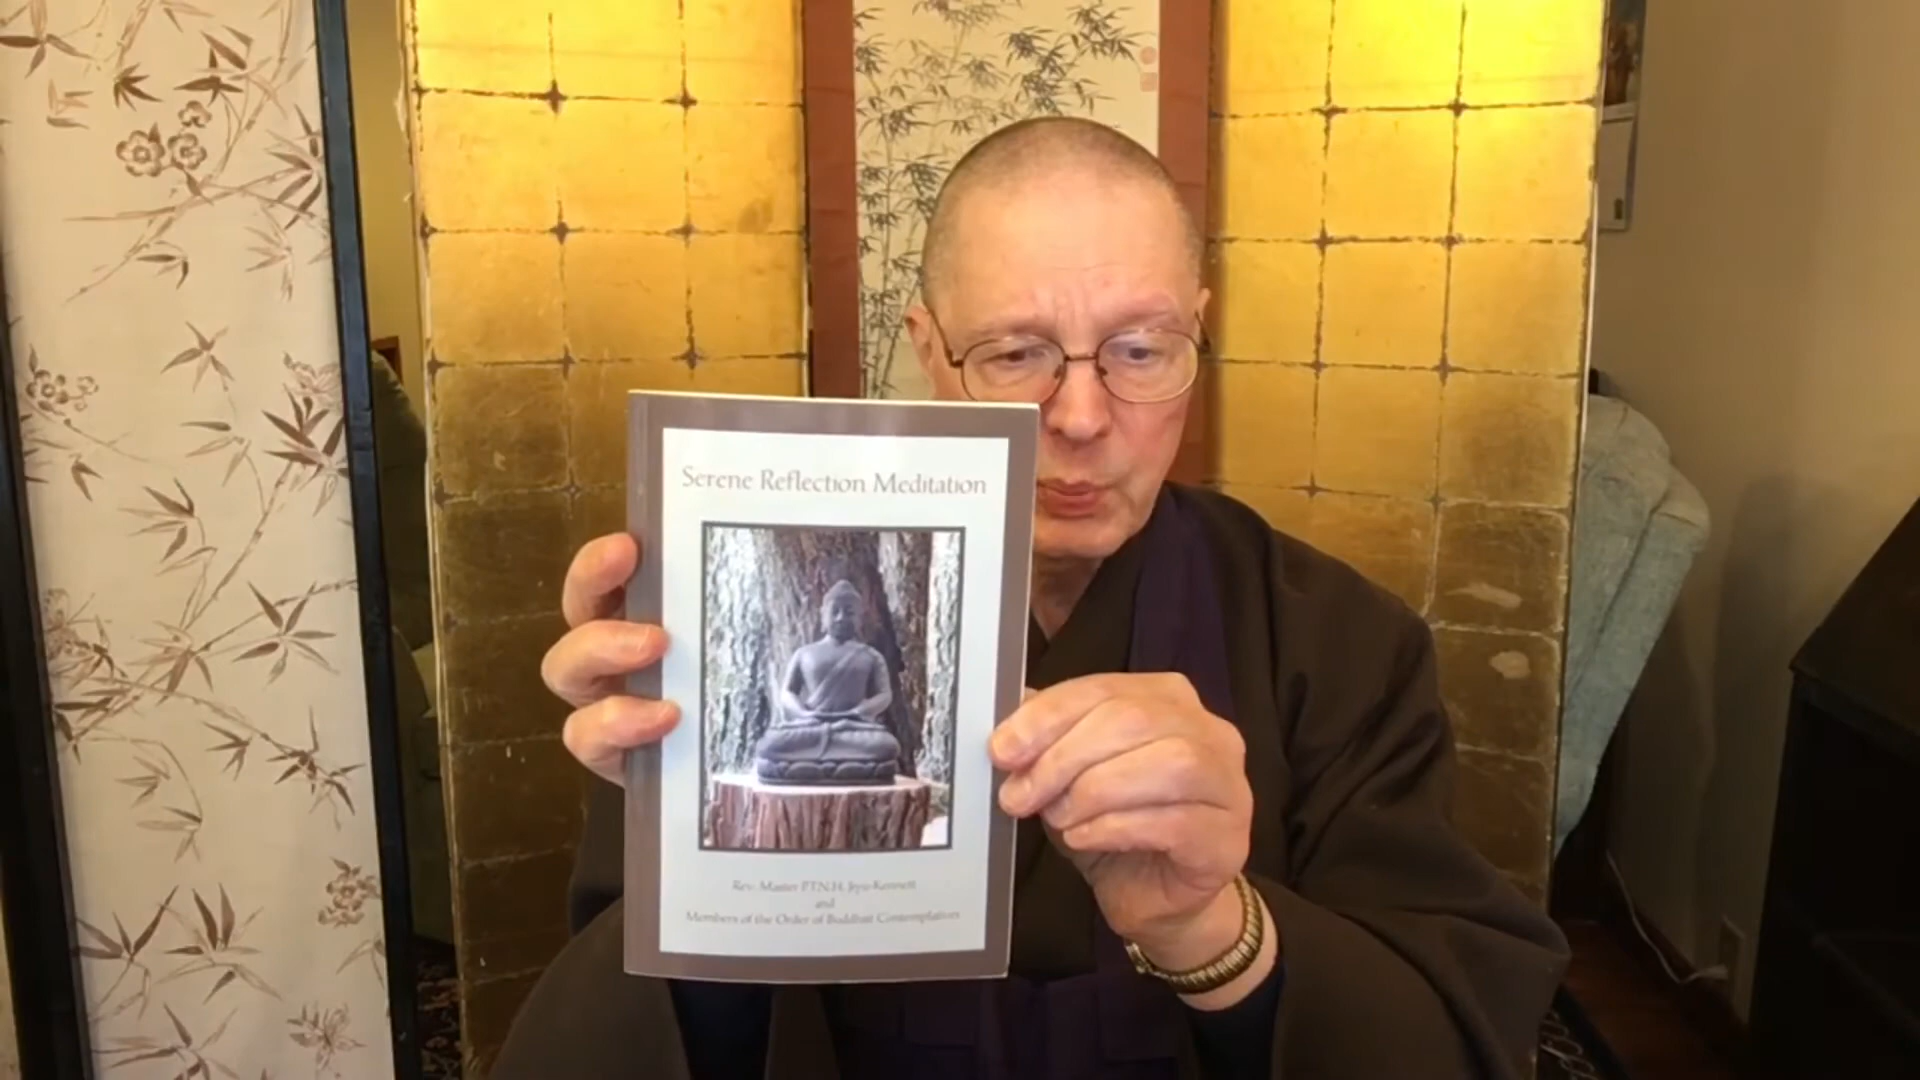 Serene Reflection Meditation
Rev. Master P.T.N.H. Jiyu-Kennett
and
Members of the Order of Buddhist Contemplatives